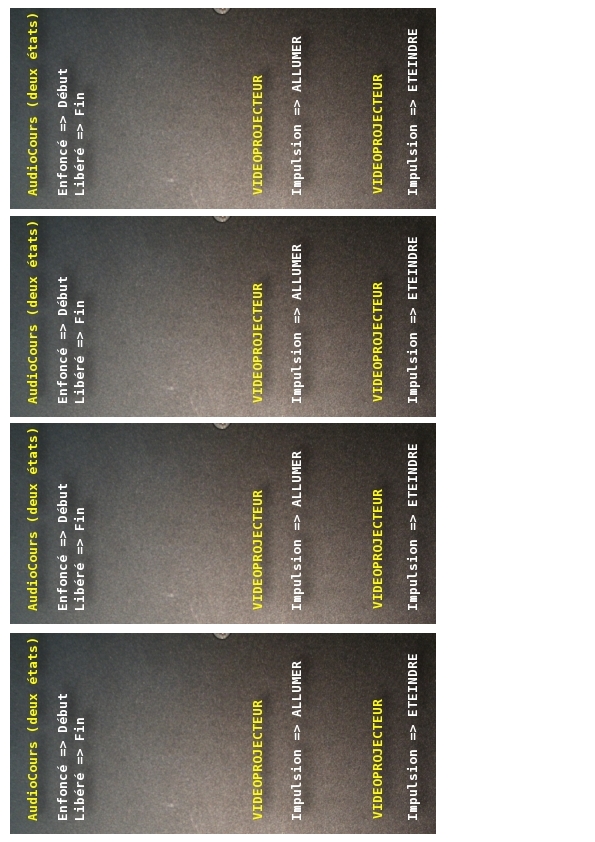 AudioCours (deux états)
Enfoncé => Début
Libéré => Fin
VIDEOPROJECTEUR
Impulsion => ALLUMER
VIDEOPROJECTEUR
Impulsion => ETEINDRE
AudioCours (deux états)
Enfoncé => Début
Libéré => Fin
VIDEOPROJECTEUR
Impulsion => ALLUMER
VIDEOPROJECTEUR
Impulsion => ETEINDRE
AudioCours (deux états)
Enfoncé => Début
Libéré => Fin
VIDEOPROJECTEUR
Impulsion => ALLUMER
VIDEOPROJECTEUR
Impulsion => ETEINDRE
AudioCours (deux états)
Enfoncé => Début
Libéré => Fin
VIDEOPROJECTEUR
Impulsion => ALLUMER
VIDEOPROJECTEUR
Impulsion => ETEINDRE